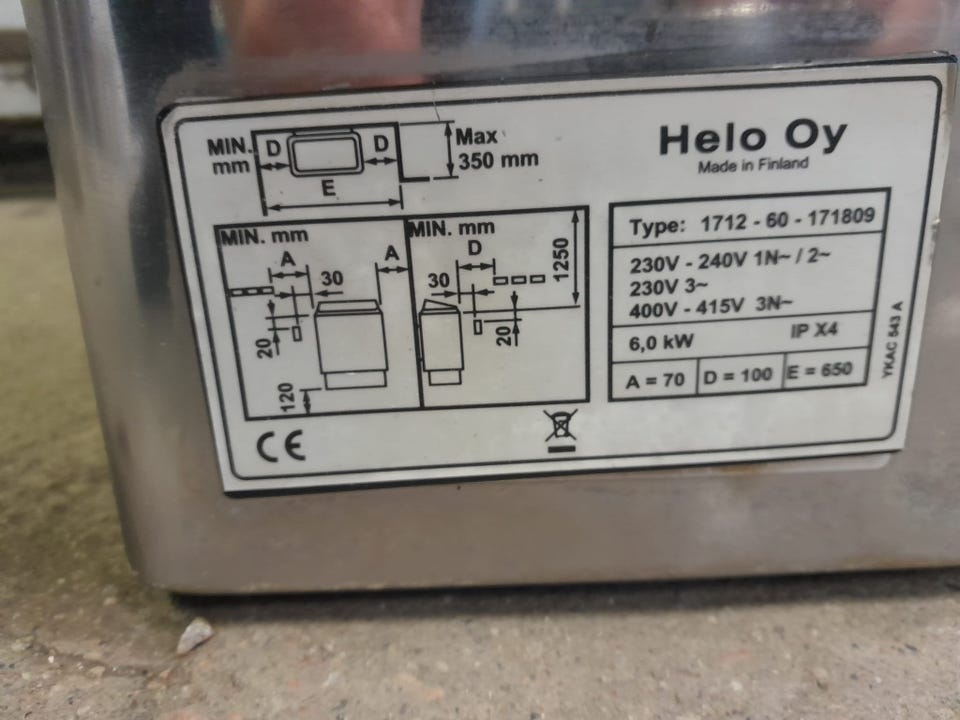 MIN. mm
D
D
Max 350 mm
E
MIN. mm
A
A
30
20
120
MIN. mm
D
30
20
1250
Helo Oy
Made in Finland
Type: 1712 - 60 - 171809
230V - 240V 1N~ / 2~
230V 3~
400V - 415V 3N~
6,0 kW IP X4
A = 70 D = 100 E = 650
YKAC 543 A
CE